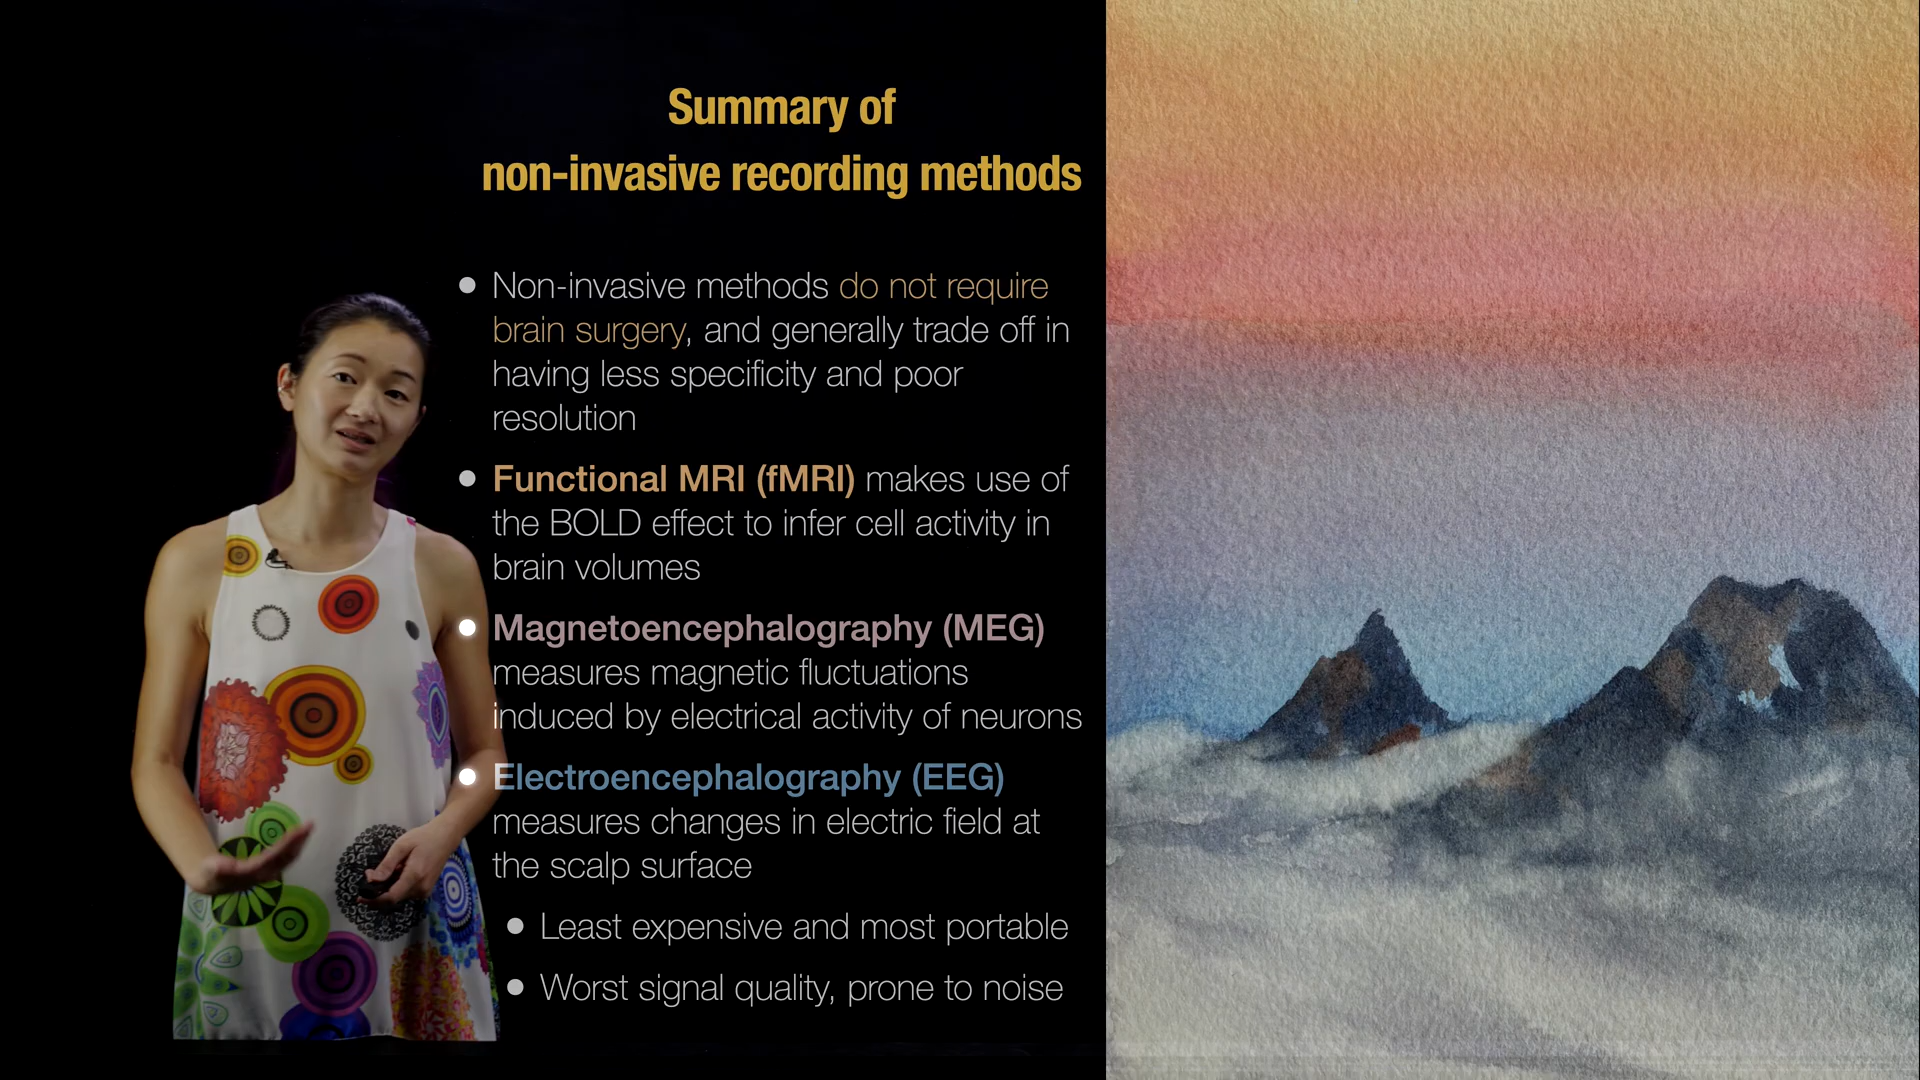 Summary of
non-invasive recording methods
• Non-invasive methods do not require
brain surgery, and generally trade off in
having less specificity and poor
resolution
• Functional MRI (fMRI) makes use of
the BOLD effect to infer cell activity in
brain volumes
• Magnetoencephalography (MEG)
measures magnetic fluctuations
induced by electrical activity of neurons
• Electroencephalography (EEG)
measures changes in electric field at
the scalp surface
• Least expensive and most portable
• Worst signal quality, prone to noise